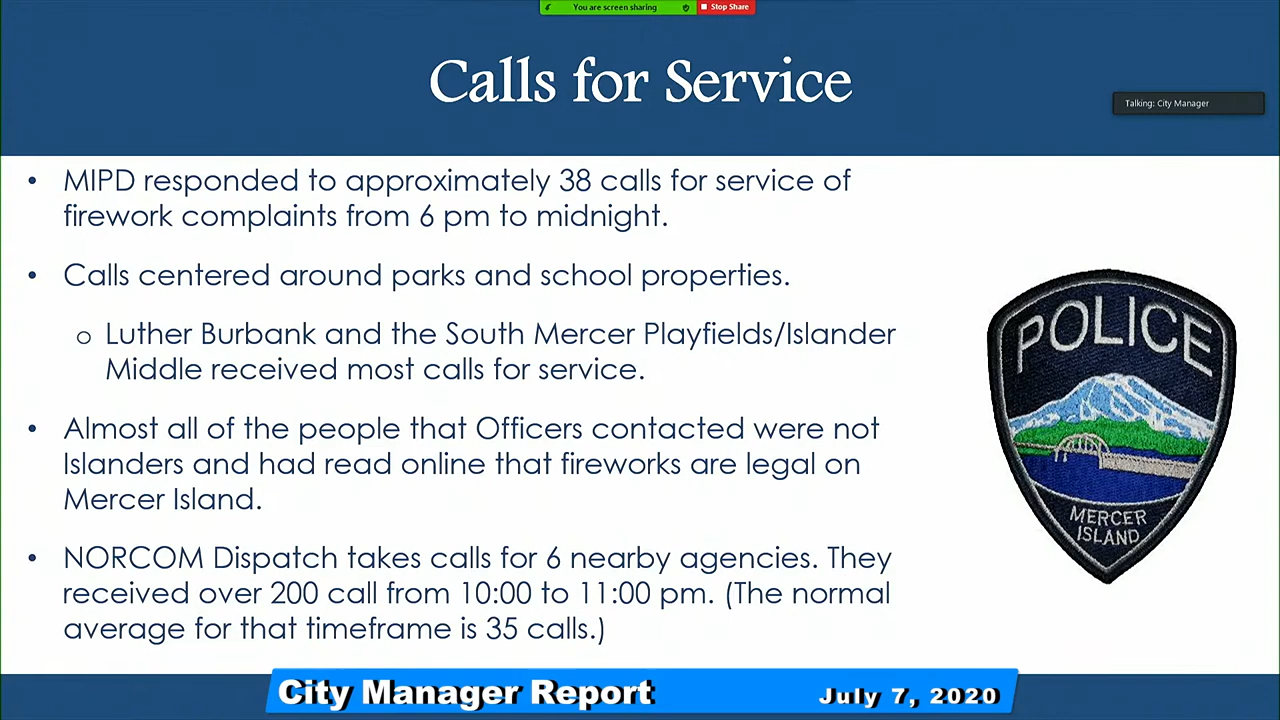 You are screen sharing
Stop Share
Calls for Service
Talking: City Manager
• MIPD responded to approximately 38 calls for service of
firework complaints from 6 pm to midnight.
• Calls centered around parks and school properties.
o Luther Burbank and the South Mercer Playfields/Islander
Middle received most calls for service.
• Almost all of the people that Officers contacted were not
Islanders and had read online that fireworks are legal on
Mercer Island.
• NORCOM Dispatch takes calls for 6 nearby agencies. They
received over 200 call from 10:00 to 11:00 pm. (The normal
average for that timeframe is 35 calls.)
POLICE
MERCER
ISLAND
City Manager Report
July 7, 2020